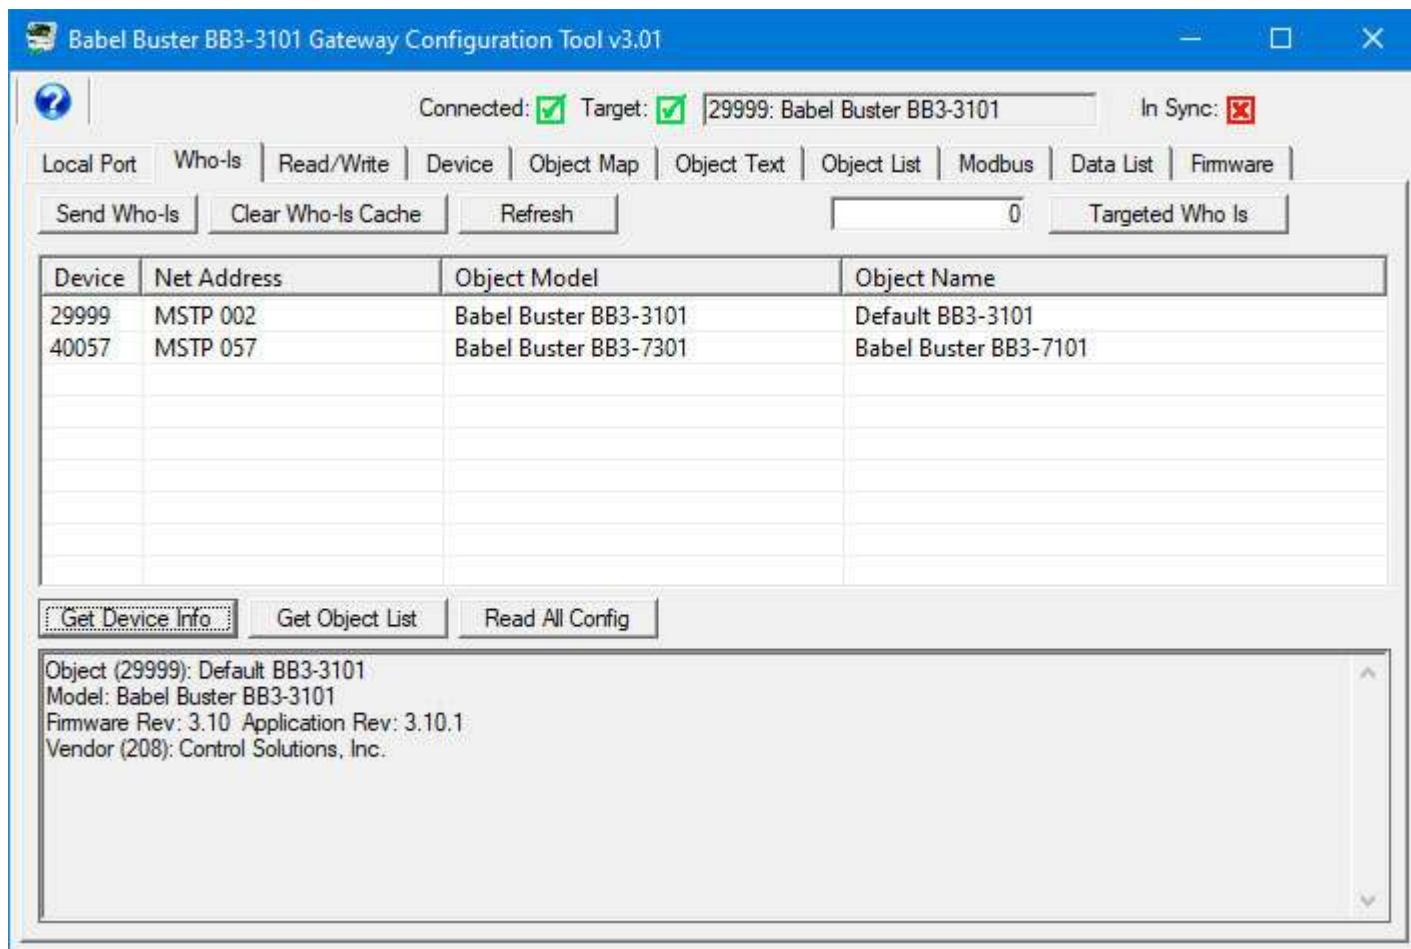 Babel Buster BB3-3101 Gateway Configuration Tool v3.01
Connected: Target: 29999: Babel Buster BB3-3101 In Sync:
Local Port Who-Is Read/Write Device Object Map Object Text Object List Modbus Data List Firmware
Send Who-Is Clear Who-Is Cache Refresh 0 Targeted Who Is
Device Net Address Object Model Object Name
29999 MSTP 002 Babel Buster BB3-3101 Default BB3-3101
40057 MSTP 057 Babel Buster BB3-7301 Babel Buster BB3-7101
Get Device Info Get Object List Read All Config
Object (29999): Default BB3-3101
Model: Babel Buster BB3-3101
Firmware Rev: 3.10 Application Rev: 3.10.1
Vendor (208): Control Solutions, Inc.